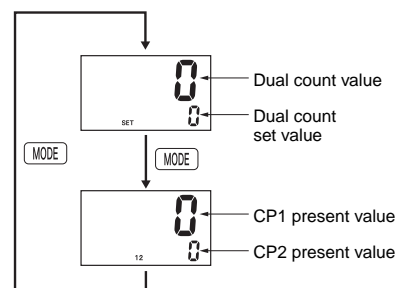 0
Dual count value
SET
0
Dual count
set value
MODE
MODE
0
CP1 present value
12
0
CP2 present value